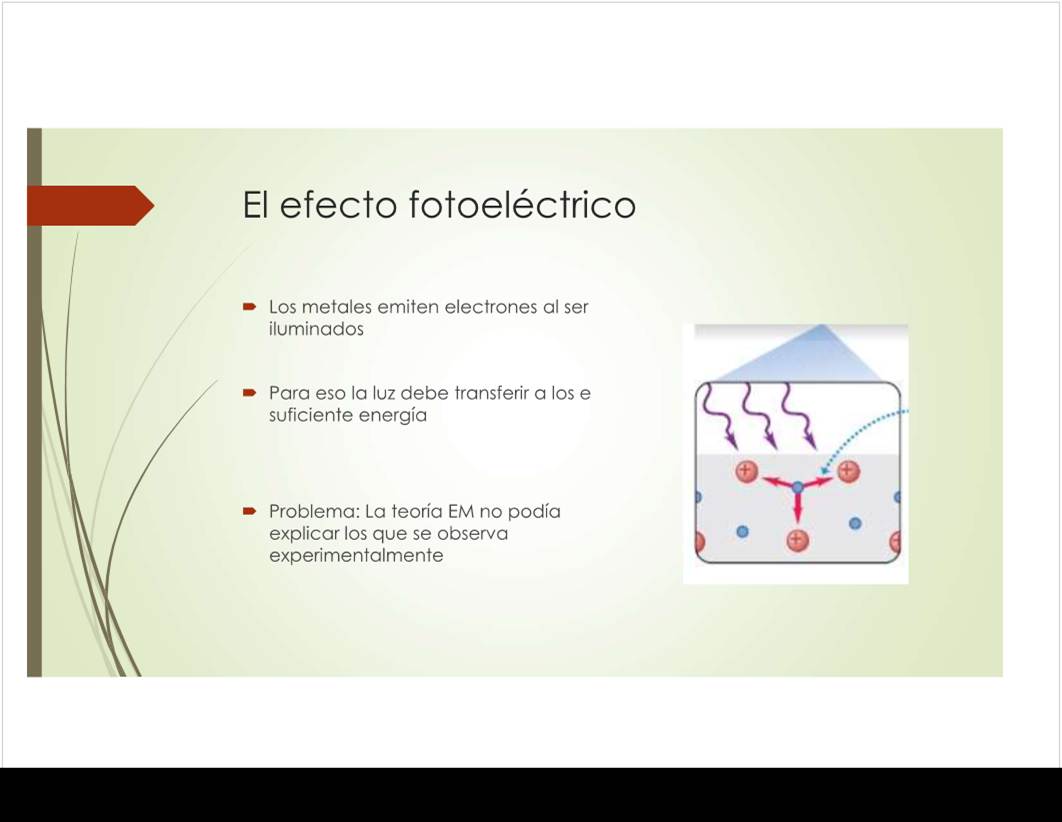 El efecto fotoeléctrico
Los metales emiten electrones al ser
iluminados
Para eso la luz debe transferir a los e
suficiente energía
Problema: La teoría EM no podía
explicar los que se observa
experimentalmente
+
+
+
+
+